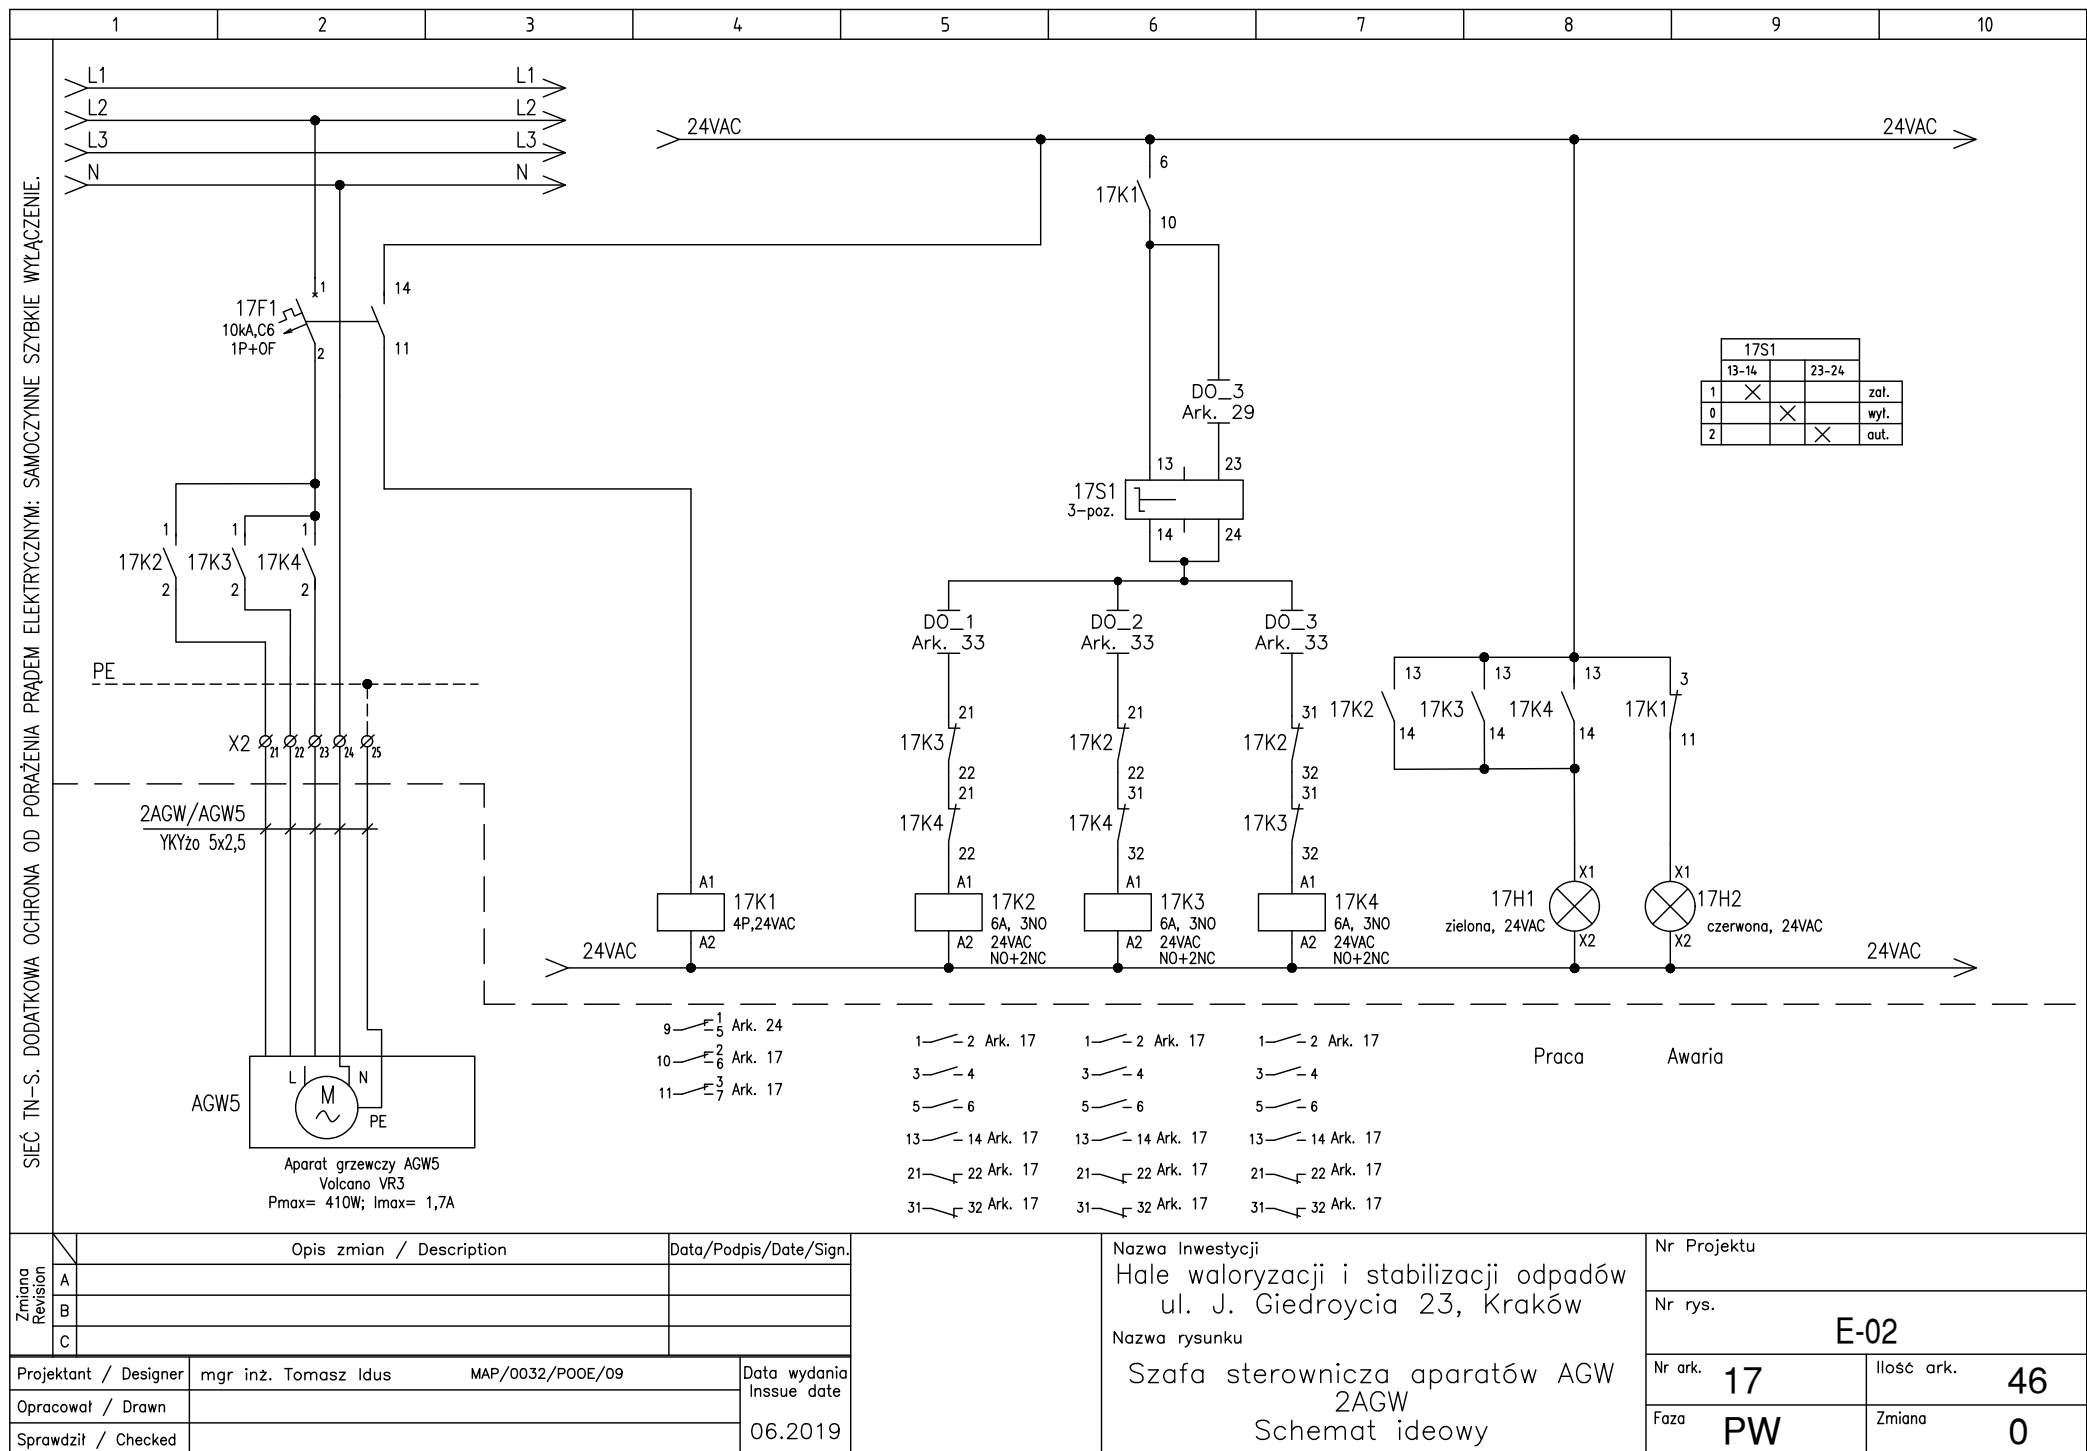 1 2 3 4 5 6 7 8 9 10
SIEĆ TN-S. DODATKOWA OCHRONA OD PORAŻENIA PRĄDEM ELEKTRYCZNYM: SAMOCZYNNE SZYBKIE WYŁĄCZENIE.
L1 L1
L2 L2
L3 L3
N N
24VAC 24VAC
6
17K1
10
1
17F1
10kA,C6
1P+OF
2
14
11
DO_3
Ark. 29
13 23
17S1
3-poz.
14 24
17S1
13-14 23-24
1 zał.
0 wył.
2 aut.
1 1 1
17K2 17K3 17K4
2 2 2
DO_1 DO_2 DO_3
Ark. 33 Ark. 33 Ark. 33
PE
X2 21 22 23 24 25
21 21 31
17K3 17K2 17K2
22 22 32
21 31 31
17K4 17K4 17K3
22 32 32
13 13 13 3
17K2 17K3 17K4 17K1
14 14 14 11
2AGW/AGW5
YKYżo 5x2,5
A1 A1 A1 A1 X1 X1
17K1 17K2 17K3 17K4 17H1 17H2
4P,24VAC 6A, 3NO 6A, 3NO 6A, 3NO zielona, 24VAC czerwona, 24VAC
A2 A2 24VAC A2 24VAC A2 24VAC X2 X2
NO+2NC NO+2NC NO+2NC
24VAC 24VAC
9 1 5 Ark. 24
10 2 6 Ark. 17
11 3 7 Ark. 17
1 2 Ark. 17 1 2 Ark. 17 1 2 Ark. 17
3 4 3 4 3 4
5 6 5 6 5 6
13 14 Ark. 17 13 14 Ark. 17 13 14 Ark. 17
21 22 Ark. 17 21 22 Ark. 17 21 22 Ark. 17
31 32 Ark. 17 31 32 Ark. 17 31 32 Ark. 17
Praca Awaria
L N
M
AGW5
PE
Aparat grzewczy AGW5
Volcano VR3
Pmax= 410W; Imax= 1,7A
Zmiana
Revision
Opis zmian / Description Data/Podpis/Date/Sign.
A
B
C
Projektant / Designer mgr inż. Tomasz Idus MAP/0032/POOE/09
Opracował / Drawn
Sprawdził / Checked
Data wydania
Inssue date
06.2019
Nazwa Inwestycji
Hale waloryzacji i stabilizacji odpadów
ul. J. Giedroycia 23, Kraków
Nazwa rysunku
Szafa sterownicza aparatów AGW
2AGW
Schemat ideowy
Nr Projektu
Nr rys.
E-02
Nr ark. 17 Ilość ark. 46
Faza PW Zmiana 0